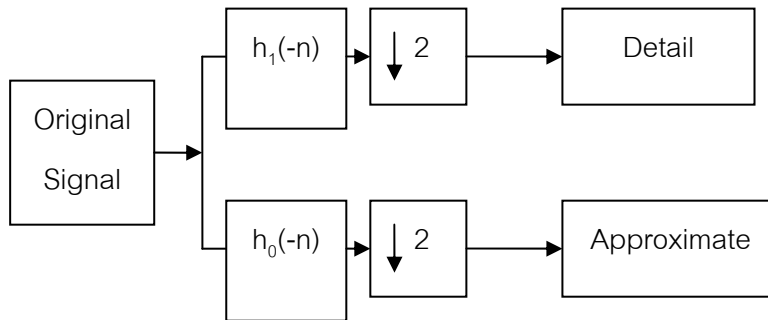 h₁(-n)
↓ 2
Detail
Original
Signal
h₀(-n)
↓ 2
Approximate